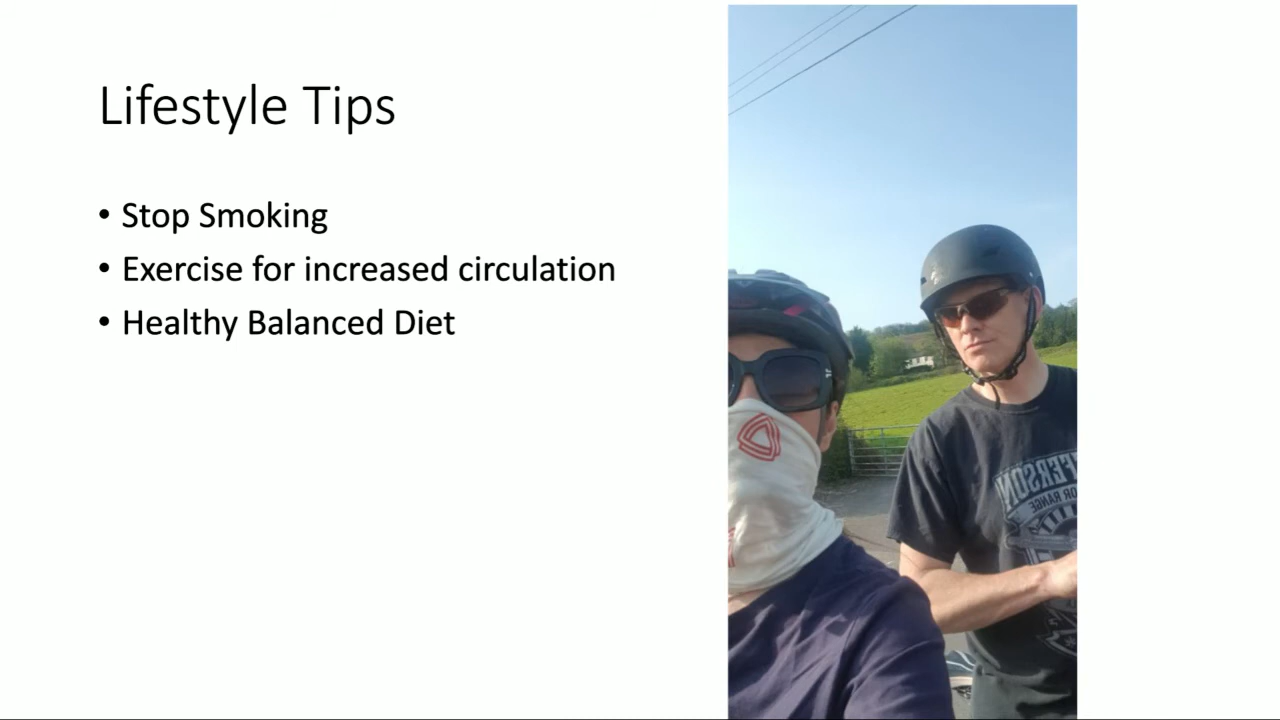 Lifestyle Tips
• Stop Smoking
• Exercise for increased circulation
• Healthy Balanced Diet